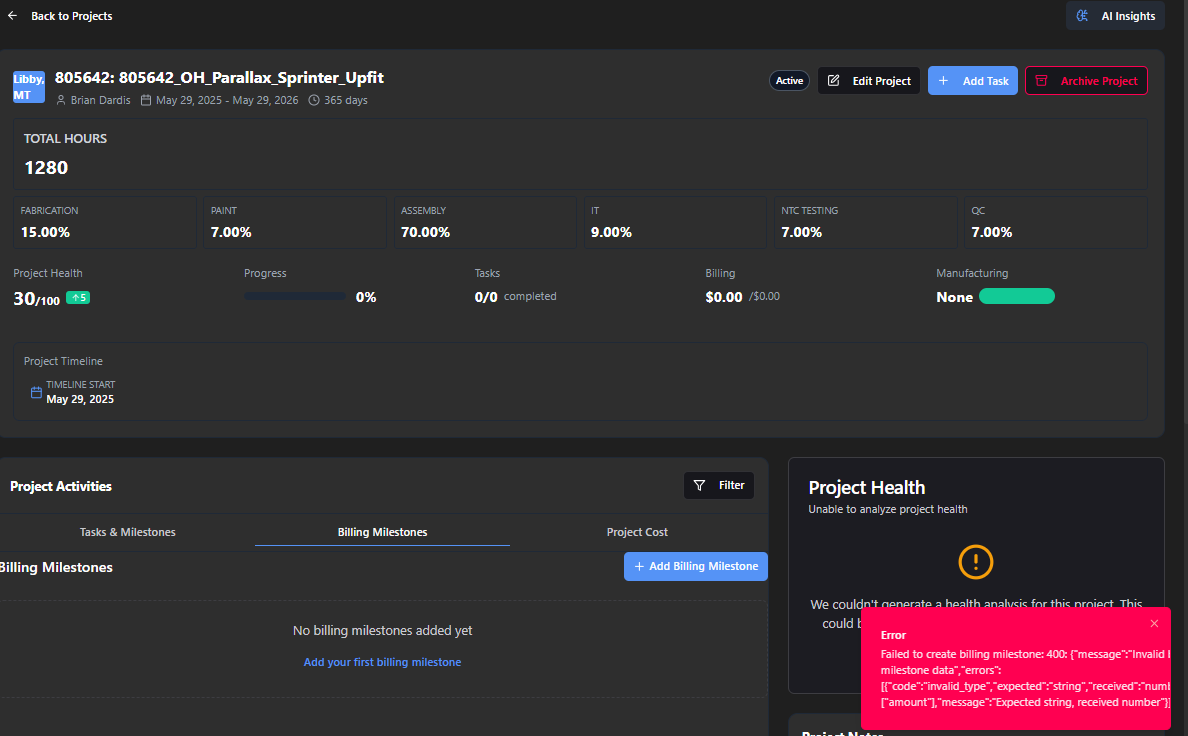 Back to Projects
AI Insights
Libby, MT
805642: 805642_OH_Parallax_Sprinter_Upfit
Brian Dardis May 29, 2025 - May 29, 2026 365 days
Active
Edit Project
Add Task
Archive Project
TOTAL HOURS
1280
FABRICATION
15.00%
PAINT
7.00%
ASSEMBLY
70.00%
IT
9.00%
NTC TESTING
7.00%
QC
7.00%
Project Health
30/100 ↑5
Progress
0%
Tasks
0/0 completed
Billing
$0.00 /$0.00
Manufacturing
None
Project Timeline
TIMELINE START
May 29, 2025
Project Activities
Filter
Tasks & Milestones
Billing Milestones
Project Cost
Billing Milestones
+ Add Billing Milestone
No billing milestones added yet
Add your first billing milestone
Project Health
Unable to analyze project health
We couldn't generate a health analysis for this project. This
could
Error
Failed to create billing milestone: 400: {"message":"Invalid
milestone data","errors":
[{"code":"invalid_type","expected":"string","received":"num
["amount"],"message":"Expected string, received number"}]
Project Notes